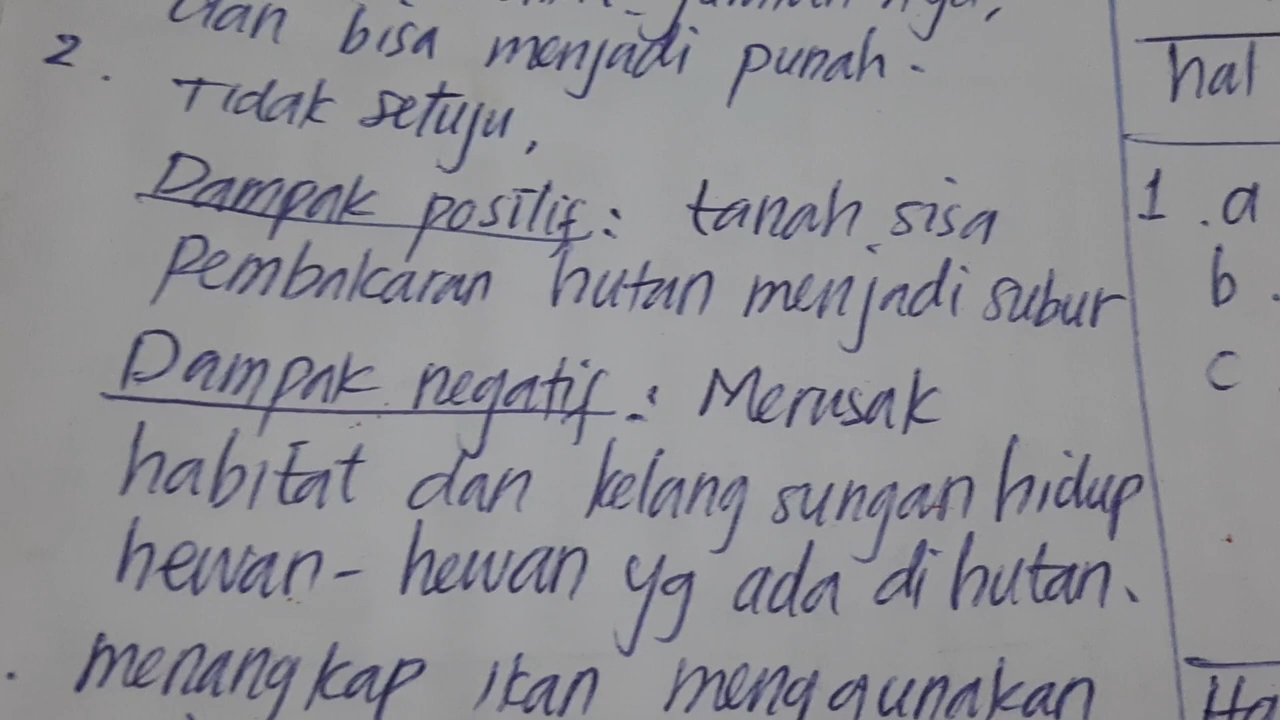 dan bisa menjadi punah.
2. Tidak setuju,
Dampak positif: tanah sisa
Pembakaran hutan menjadi subur
Dampak negatif: Merusak
habitat dan kelang sungan hidup
hewan-hewan yg ada di hutan.
. menangkap ikan menggunakan
hal
1. a
b.
c